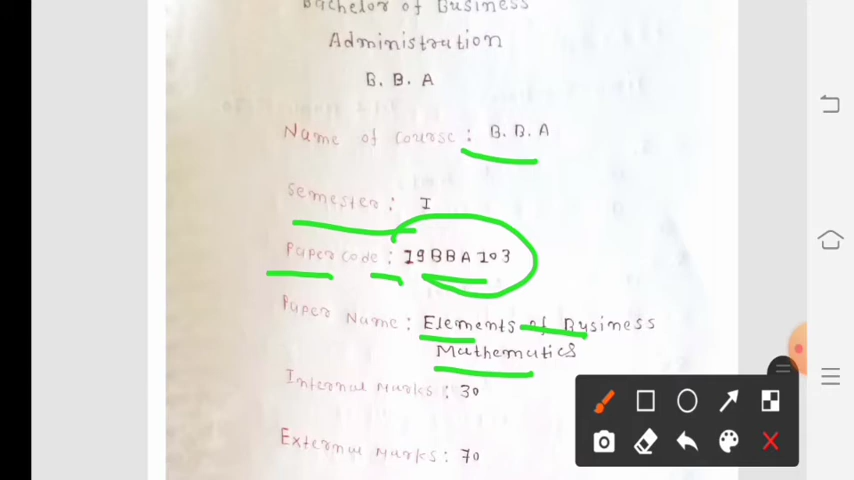 Bachelor of Business
Administration
B. B. A
Name of Course : B. B. A
Semester : I
Paper Code : 19BBA103
Paper Name : Elements of Business
Mathematics
Internal Marks : 30
External Marks : 70